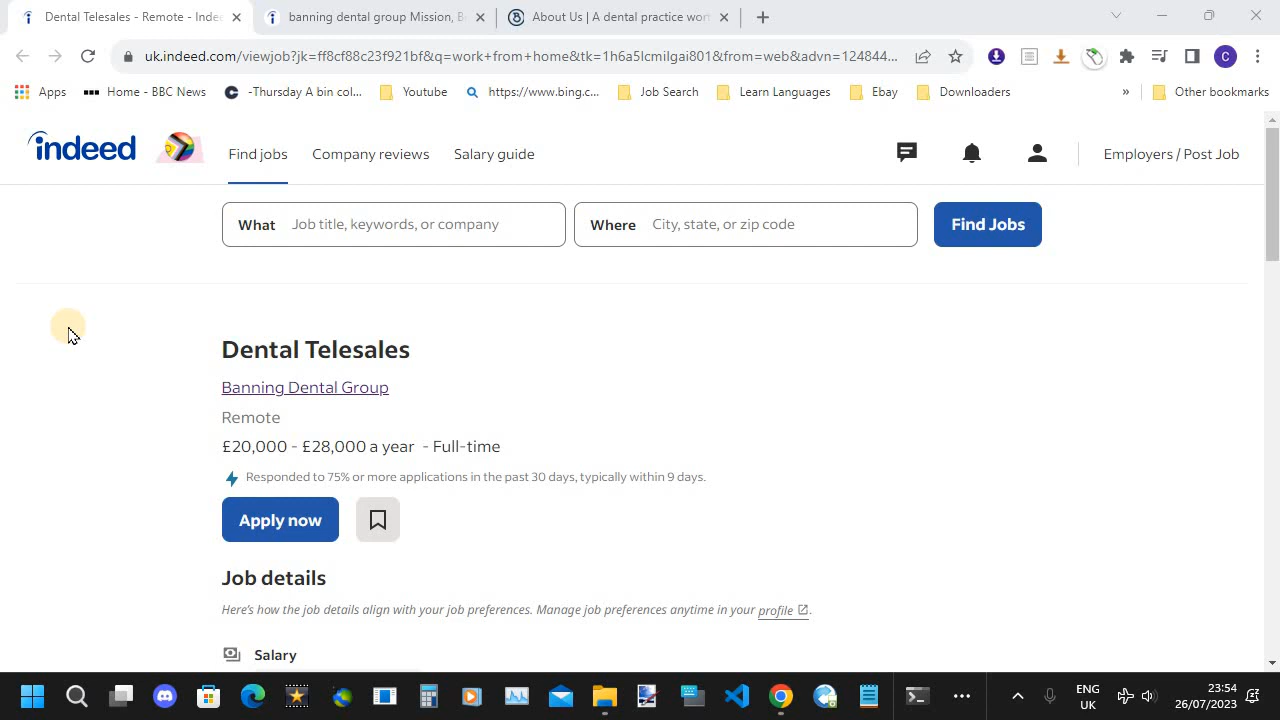 Dental Telesales - Remote - Inde
banning dental group Mission, B
About Us | A dental practice wor
uk.indeed.com/viewjob?jk=ff8cf88c23f921bf&q=work+from+home&tk=1h6a5lcmilgai801&from=web&advn=124844...
C
Apps
Home - BBC News
-Thursday A bin col...
Youtube
https://www.bing.c...
Job Search
Learn Languages
Ebay
Downloaders
»
Other bookmarks
indeed
Find jobs
Company reviews
Salary guide
Employers / Post Job
What Job title, keywords, or company
Where City, state, or zip code
Find Jobs
Dental Telesales
Banning Dental Group
Remote
£20,000 - £28,000 a year - Full-time
Responded to 75% or more applications in the past 30 days, typically within 9 days.
Apply now
Job details
Here's how the job details align with your job preferences. Manage job preferences anytime in your profile.
Salary
ENG
UK
23:54
26/07/2023